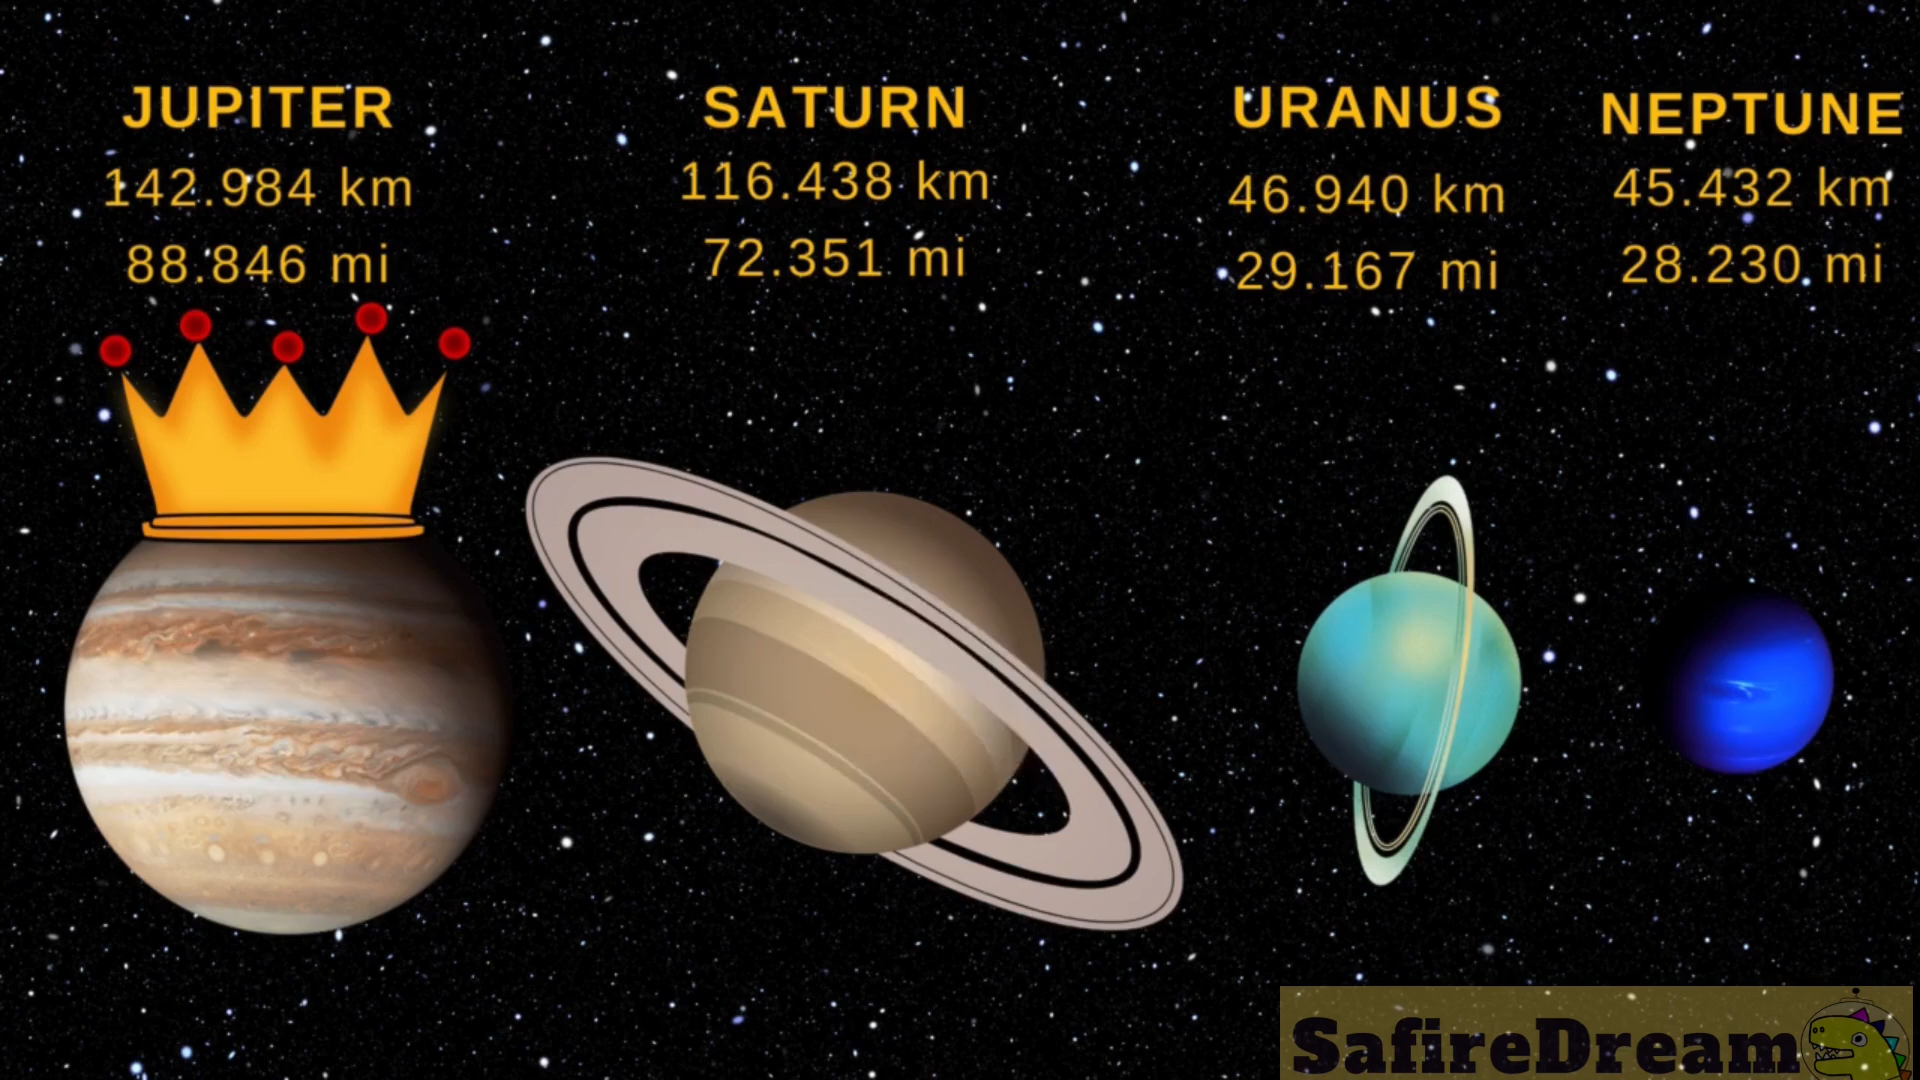 JUPITER
142.984 km
88.846 mi
SATURN
116.438 km
72.351 mi
URANUS
46.940 km
29.167 mi
NEPTUNE
45.432 km
28.230 mi
SafireDream